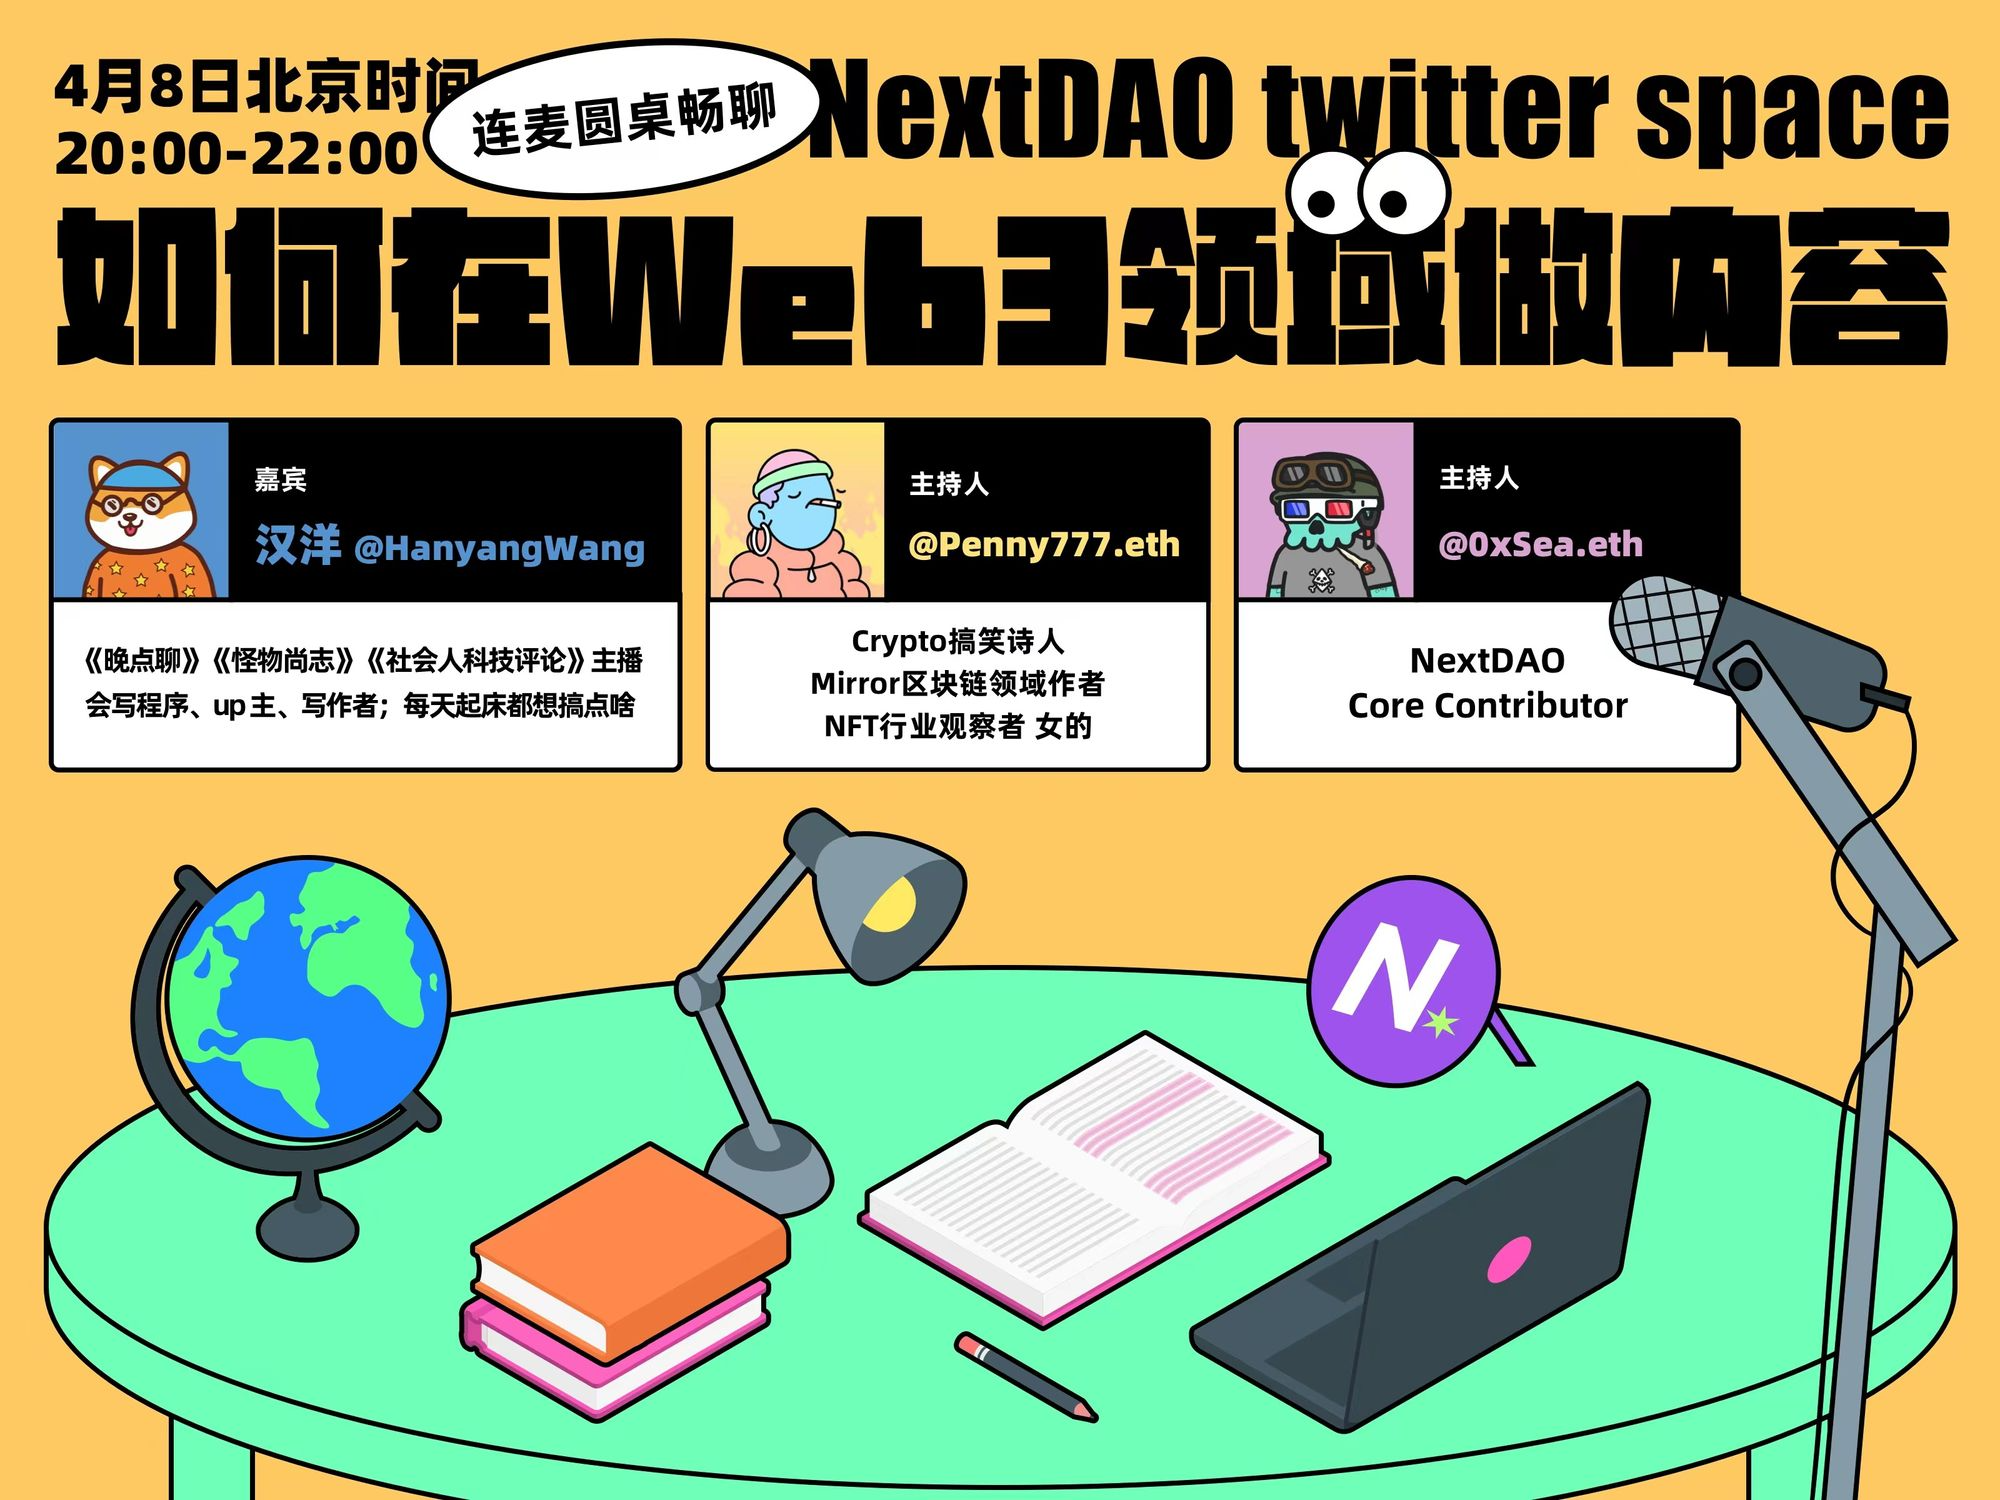 4月8日北京时间
20:00-22:00
连麦圆桌畅聊
NextDAO twitter space
如何在Web3领域做内容
嘉宾
汉洋 @HanyangWang
《晚点聊》《怪物尚志》《社会人科技评论》主播
会写程序、up主、写作者；每天起床都想搞点啥
主持人
@Penny777.eth
Crypto搞笑诗人
Mirror区块链领域作者
NFT行业观察者 女的
主持人
@0xSea.eth
NextDAO
Core Contributor
N